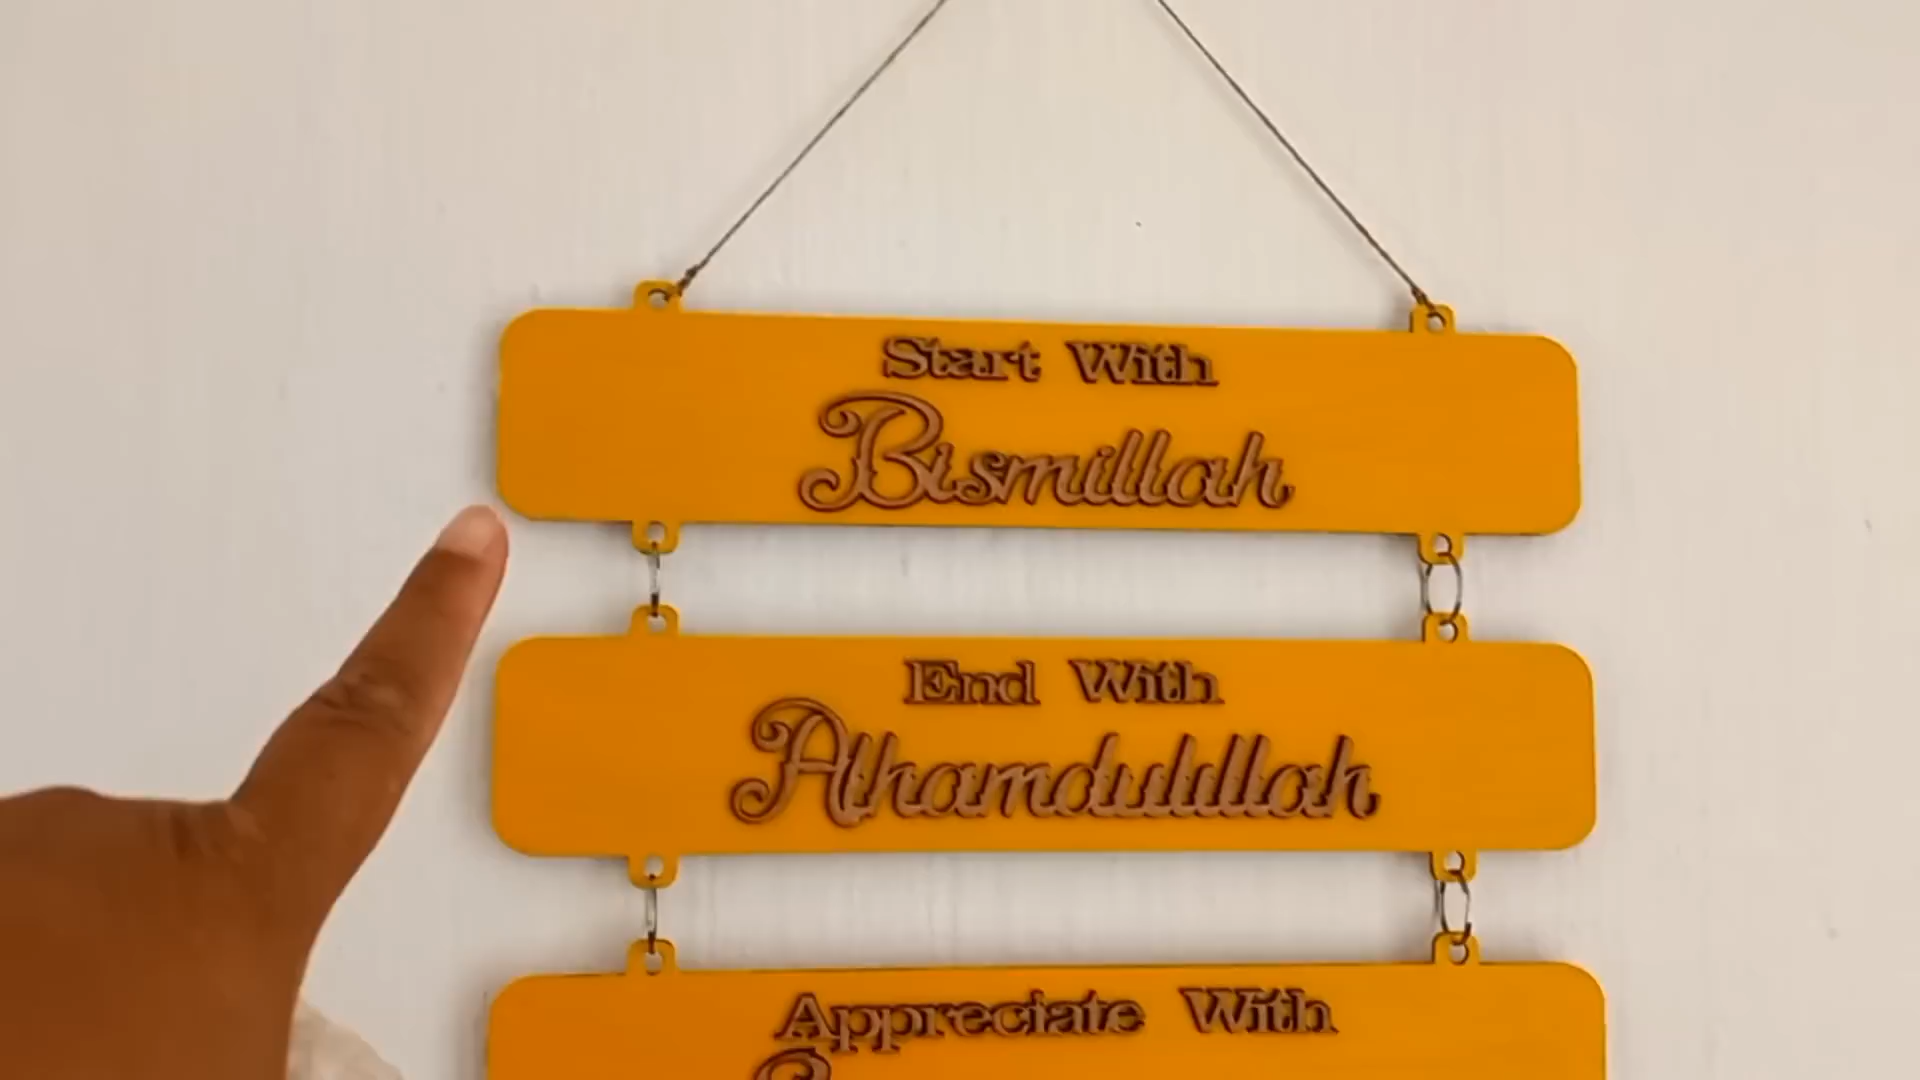 Start With
Bismillah
End With
Alhamdulillah
Appreciate With